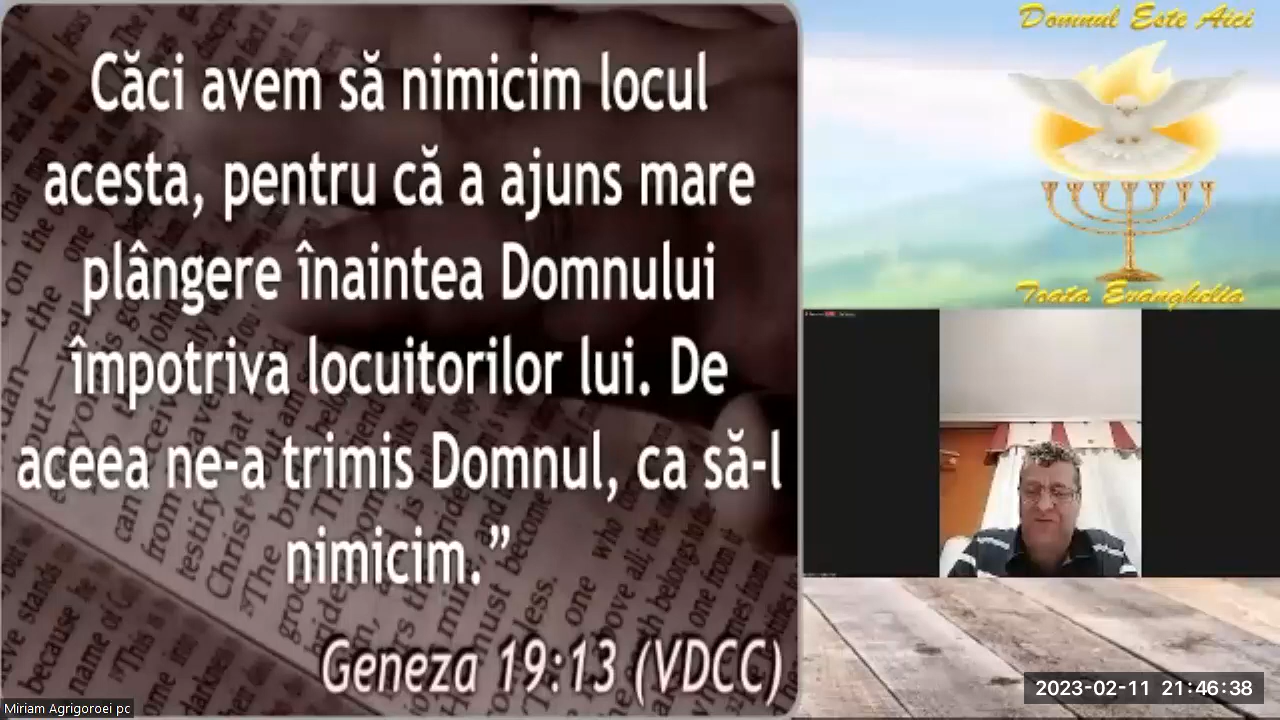 Căci avem să nimicim locul
acesta, pentru că a ajuns mare
plângere înaintea Domnului
împotriva locuitorilor lui. De
aceea ne-a trimis Domnul, ca să-l
nimicim.”
Geneza 19:13 (VDCC)
Miriam Agrigoroei pc
Domnul Este Aici
Toata Evanghelia
2023-02-11 21:46:38